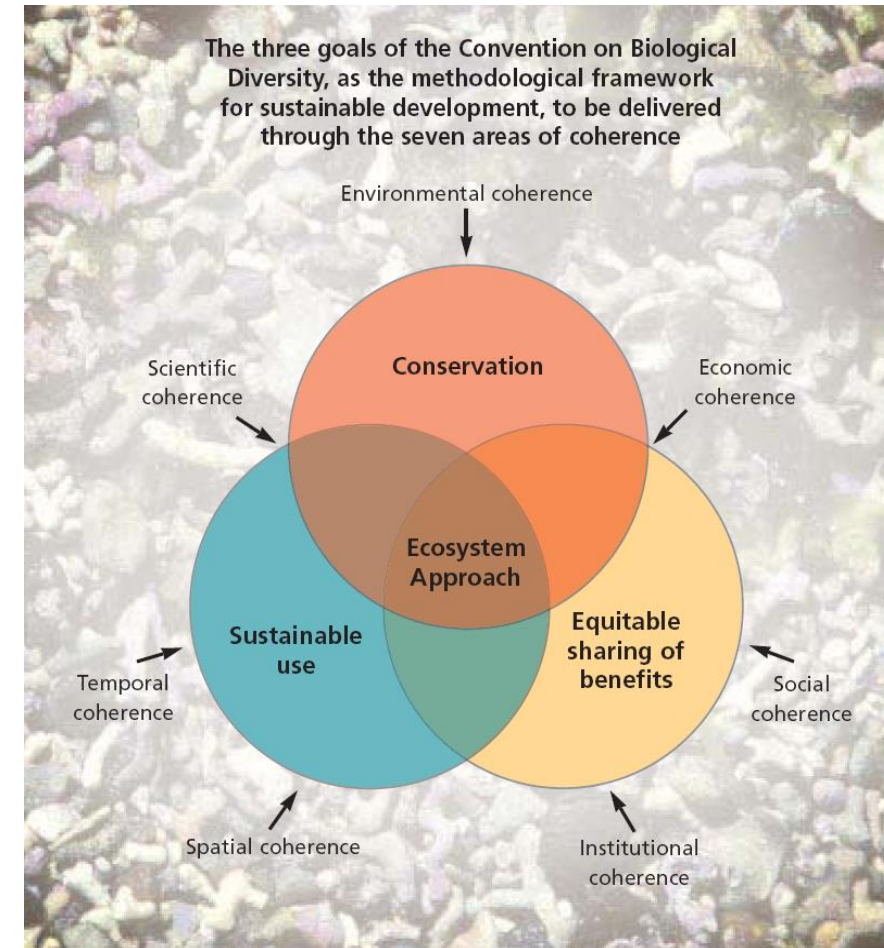 The three goals of the Convention on Biological
Diversity, as the methodological framework
for sustainable development, to be delivered
through the seven areas of coherence
Environmental coherence
Scientific
coherence
Conservation
Economic
coherence
Ecosystem
Approach
Sustainable
use
Equitable
sharing of
benefits
Temporal
coherence
Social
coherence
Spatial coherence
Institutional
coherence